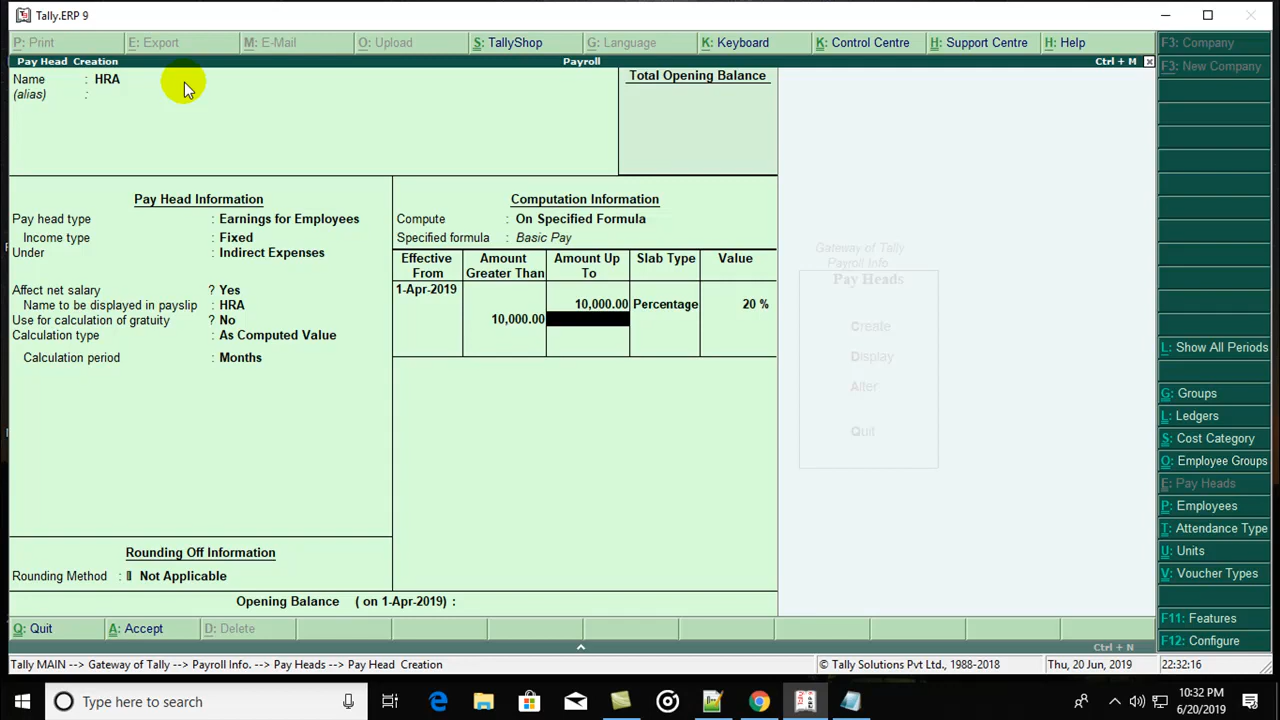 Tally.ERP 9
P: Print E: Export M: E-Mail O: Upload S: TallyShop G: Language K: Keyboard K: Control Centre H: Support Centre H: Help F3: Company
Pay Head Creation Payroll Ctrl + M
F3: New Company
Name : HRA
(alias) :
Total Opening Balance
Pay Head Information
Pay head type : Earnings for Employees
Income type : Fixed
Under : Indirect Expenses
Affect net salary ? Yes
Name to be displayed in payslip : HRA
Use for calculation of gratuity ? No
Calculation type : As Computed Value
Calculation period : Months
Computation Information
Compute : On Specified Formula
Specified formula : Basic Pay
Effective From Amount Greater Than Amount Up To Slab Type Value
1-Apr-2019
10,000.00 Percentage 20 %
10,000.00
Gateway of Tally
Payroll Info
Pay Heads
Create
Display
Alter
Quit
L: Show All Periods
G: Groups
L: Ledgers
S: Cost Category
O: Employee Groups
E: Pay Heads
P: Employees
T: Attendance Type
U: Units
V: Voucher Types
F11: Features
F12: Configure
Rounding Off Information
Rounding Method : Not Applicable
Opening Balance ( on 1-Apr-2019) :
Q: Quit A: Accept D: Delete
Ctrl + N
Tally MAIN --> Gateway of Tally --> Payroll Info. --> Pay Heads --> Pay Head Creation © Tally Solutions Pvt Ltd., 1988-2018 Thu, 20 Jun, 2019 22:32:16
Type here to search
10:32 PM
6/20/2019